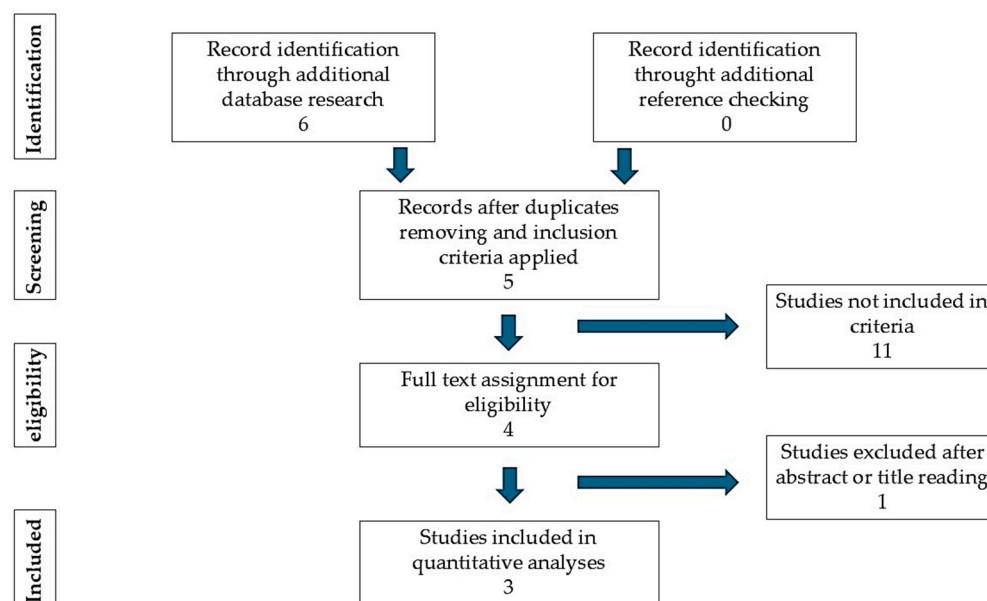 Identification
Record identification
through additional
database research
6
Record identification
throught additional
reference checking
0
Screening
Records after duplicates
removing and inclusion
criteria applied
5
Studies not included in
criteria
11
eligibility
Full text assignment for
eligibility
4
Studies excluded after
abstract or title reading
1
Included
Studies included in
quantitative analyses
3